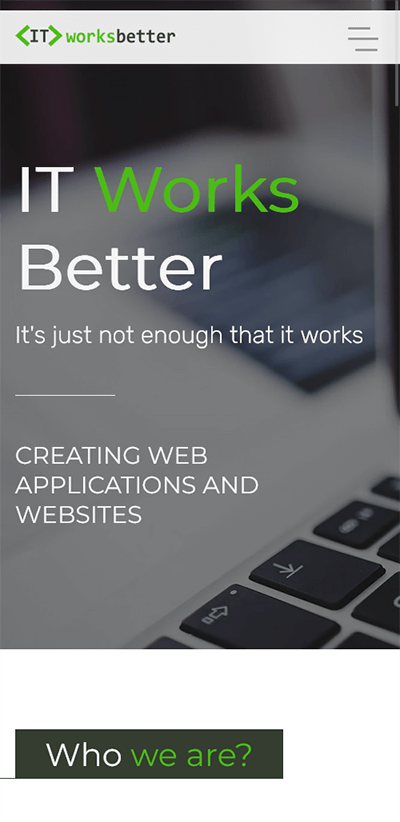 <IT>worksbetter
IT Works
Better
It's just not enough that it works
CREATING WEB
APPLICATIONS AND
WEBSITES
Who we are?